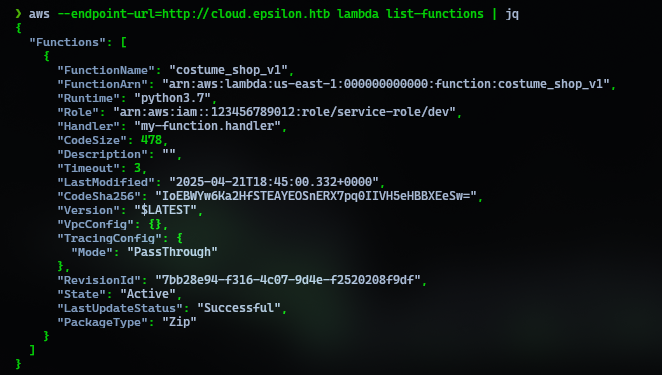 ❯ aws --endpoint-url=http://cloud.epsilon.htb lambda list-functions | jq
{
  "Functions": [
    {
      "FunctionName": "costume_shop_v1",
      "FunctionArn": "arn:aws:lambda:us-east-1:000000000000:function:costume_shop_v1",
      "Runtime": "python3.7",
      "Role": "arn:aws:iam::123456789012:role/service-role/dev",
      "Handler": "my-function.handler",
      "CodeSize": 478,
      "Description": "",
      "Timeout": 3,
      "LastModified": "2025-04-21T18:45:00.332+0000",
      "CodeSha256": "IoEBWYw6Ka2HfSTEAYEOSnERX7pq0IIVH5eHBBXEeSw=",
      "Version": "$LATEST",
      "VpcConfig": {},
      "TracingConfig": {
        "Mode": "PassThrough"
      },
      "RevisionId": "7bb28e94-f316-4c07-9d4e-f2520208f9df",
      "State": "Active",
      "LastUpdateStatus": "Successful",
      "PackageType": "Zip"
    }
  ]
}